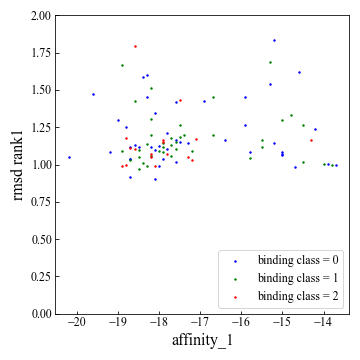 2.00
1.75
1.50
1.25
1.00
0.75
0.50
0.25
0.00
rmsd rank1
binding class = 0
binding class = 1
binding class = 2
−20 −19 −18 −17 −16 −15 −14
affinity_1